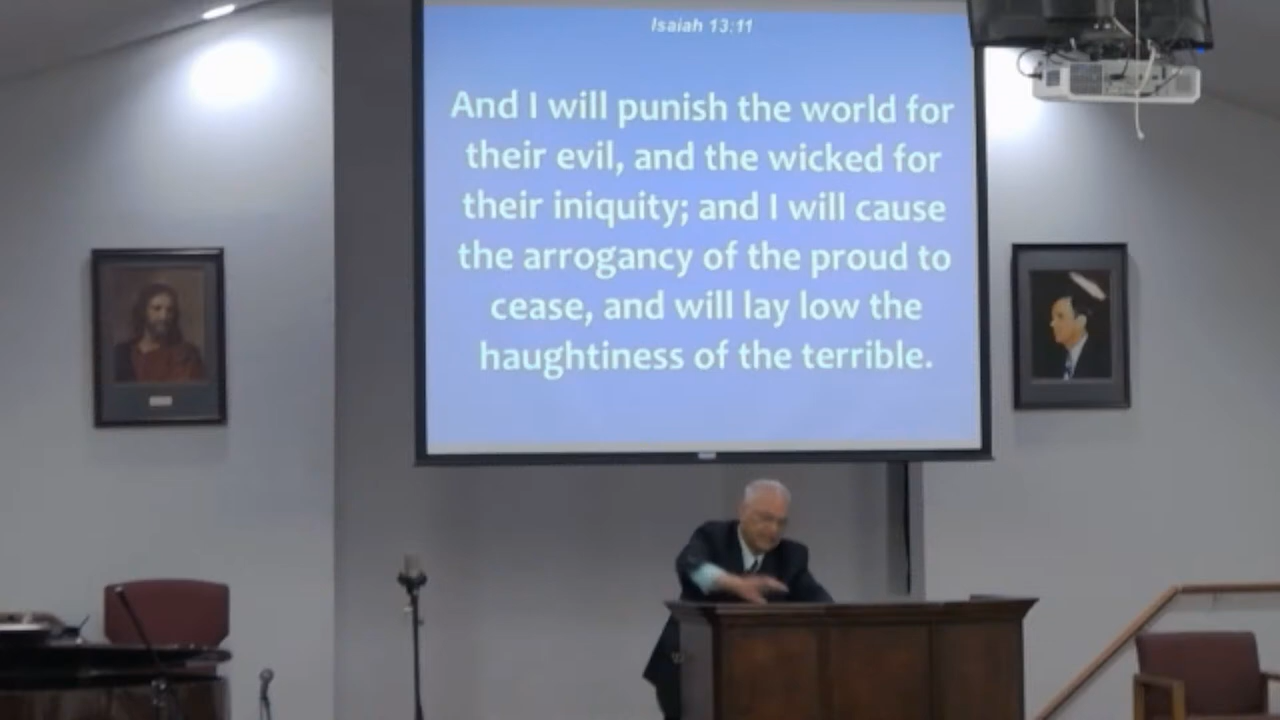 Isaiah 13:11
And I will punish the world for
their evil, and the wicked for
their iniquity; and I will cause
the arrogancy of the proud to
cease, and will lay low the
haughtiness of the terrible.